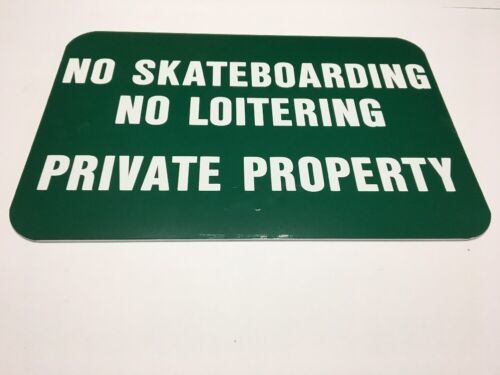 NO SKATEBOARDING
NO LOITERING
PRIVATE PROPERTY